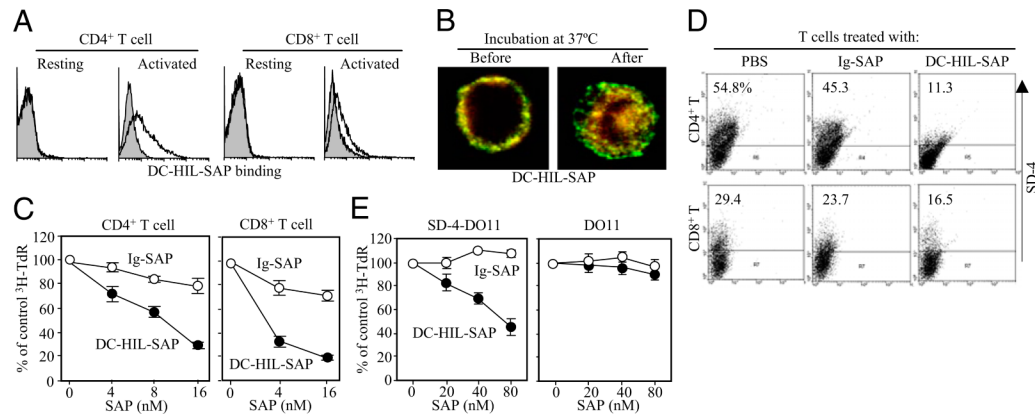 A
CD4⁺ T cell
CD8⁺ T cell
Resting
Activated
Resting
Activated
DC-HIL-SAP binding
B
Incubation at 37ºC
Before
After
DC-HIL-SAP
C
CD4⁺ T cell
CD8⁺ T cell
% of control ³H-TdR
120
100
80
60
40
20
0
Ig-SAP
DC-HIL-SAP
0 4 8 16
SAP (nM)
Ig-SAP
DC-HIL-SAP
0 4 16
SAP (nM)
E
SD-4-DO11
DO11
% of control ³H-TdR
120
100
80
60
40
20
0
Ig-SAP
DC-HIL-SAP
0 20 40 80
SAP (nM)
0 20 40 80
SAP (nM)
D
T cells treated with:
PBS
Ig-SAP
DC-HIL-SAP
CD4⁺ T
54.8%
45.3
11.3
CD8⁺ T
29.4
23.7
16.5
SD-4